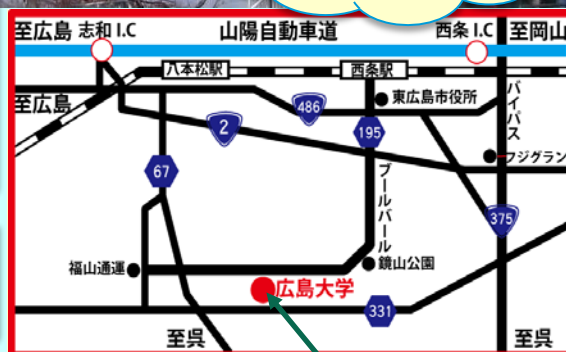 至広島 志和 I.C 山陽自動車道 西条 I.C 至岡山
八本松駅 西条駅
至広島
486
東広島市役所
バイパス
2
195
フジグラン
67
ブールバール
375
福山通運
鏡山公園
広島大学
331
至呉 至呉